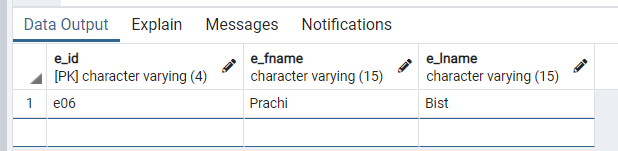 Data Output Explain Messages Notifications
e_id e_fname e_lname
[PK] character varying (4) character varying (15) character varying (15)
1 e06 Prachi Bist